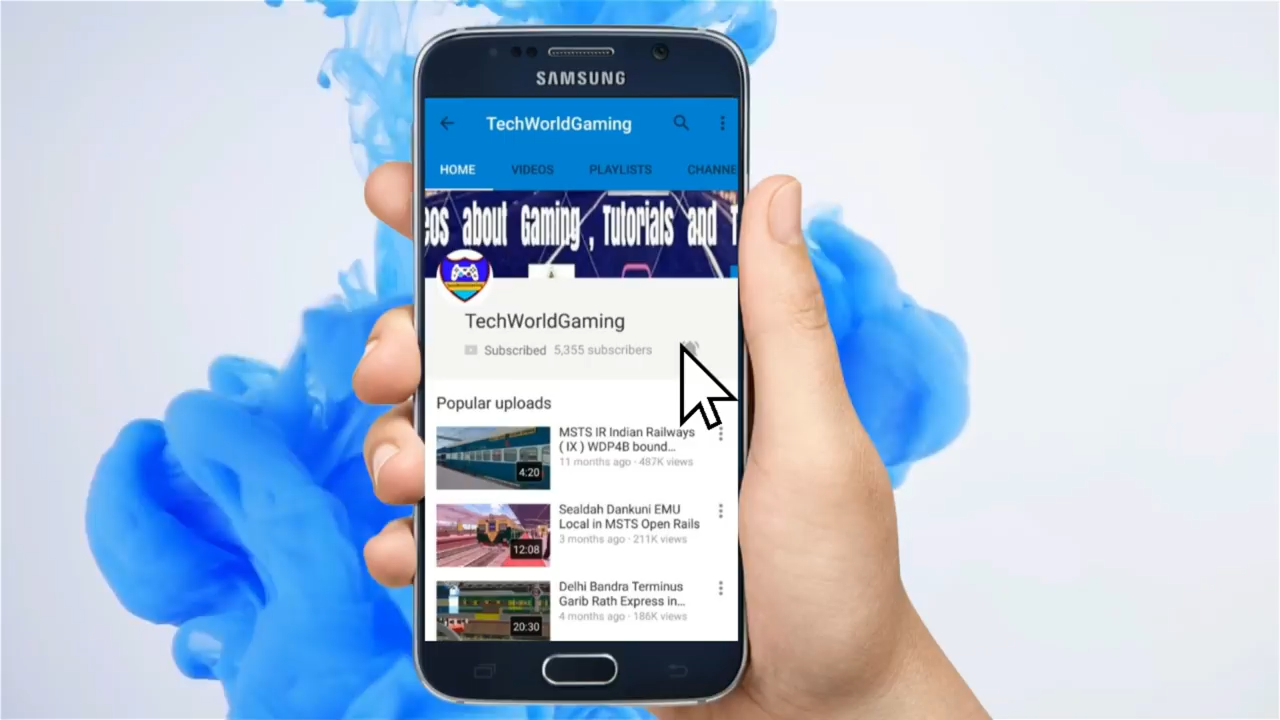 SAMSUNG
TechWorldGaming
HOME VIDEOS PLAYLISTS CHANNE
eos about Gaming , Tutorials and T
TechWorldGaming
Subscribed 5,355 subscribers
Popular uploads
MSTS IR Indian Railways
( IX ) WDP4B bound...
11 months ago · 487K views
4:20
Sealdah Dankuni EMU
Local in MSTS Open Rails
3 months ago · 211K views
12:08
Delhi Bandra Terminus
Garib Rath Express in...
4 months ago · 186K views
20:30